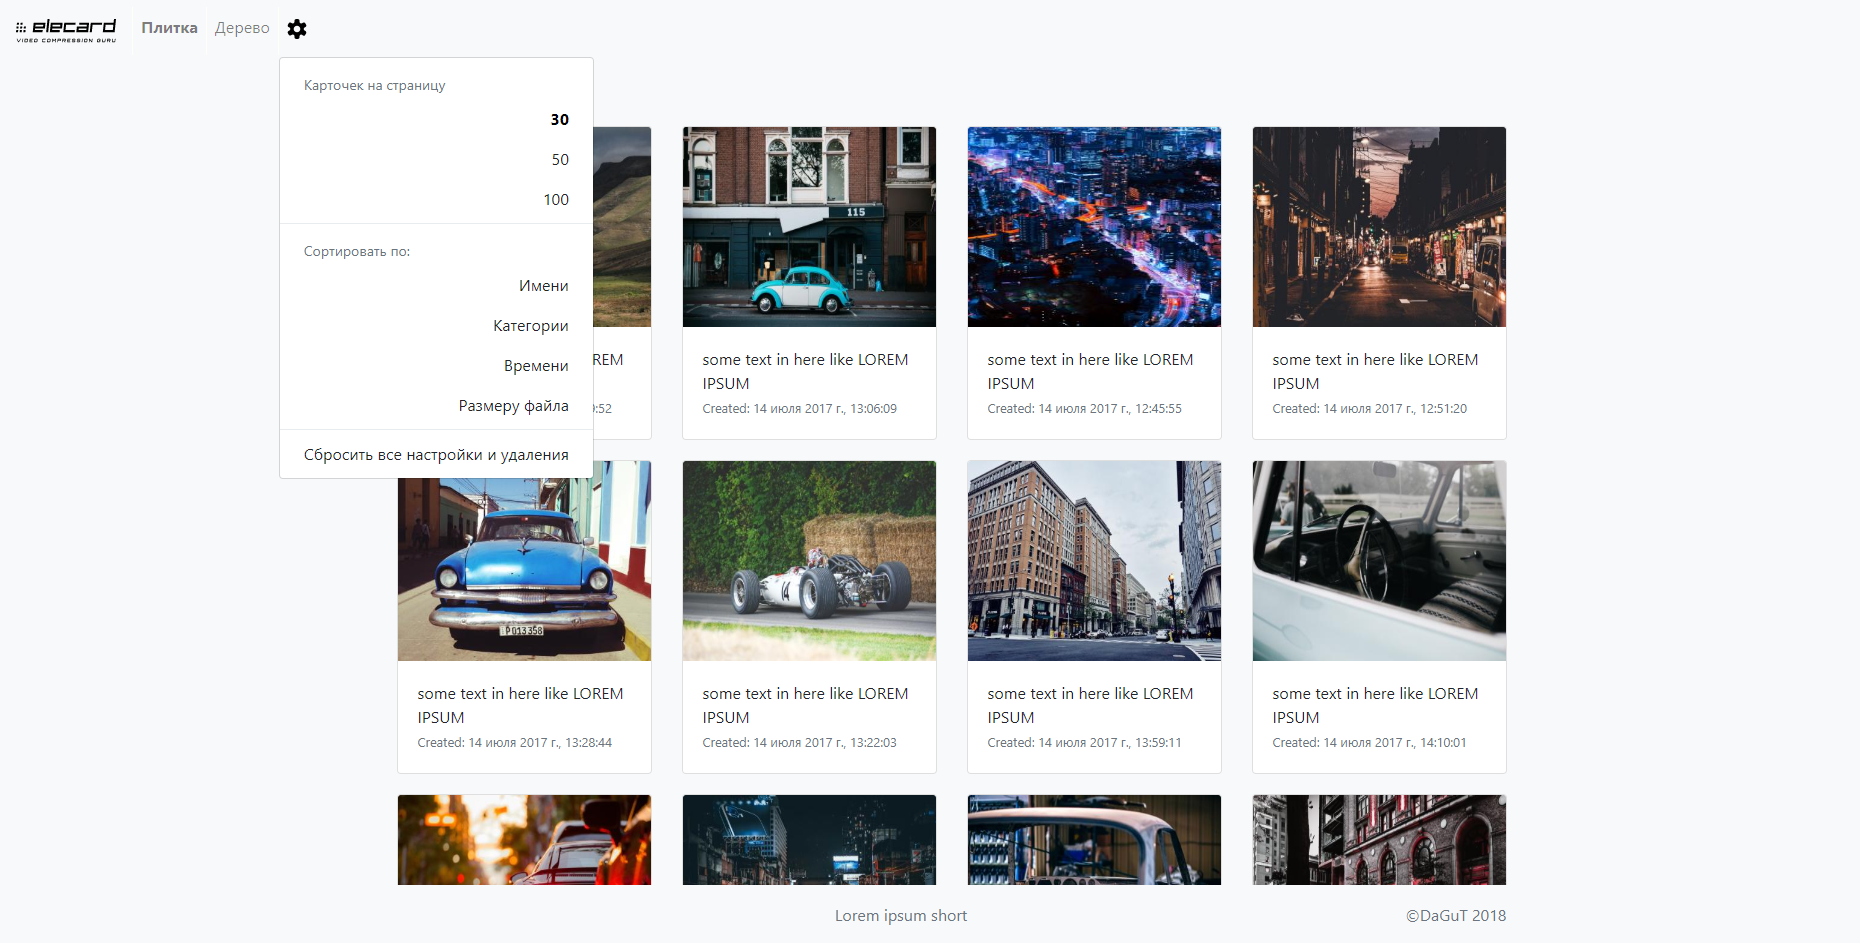 elecard
VIDEO COMPRESSION GURU
Плитка
Дерево
Карточек на страницу
30
50
100
Сортировать по:
Имени
Категории
Времени
Размеру файла
Сбросить все настройки и удаления
115
some text in here like LOREM
IPSUM
Created: 14 июля 2017 г., 13:06:09
some text in here like LOREM
IPSUM
Created: 14 июля 2017 г., 12:45:55
some text in here like LOREM
IPSUM
Created: 14 июля 2017 г., 12:51:20
P 013 358
14
some text in here like LOREM
IPSUM
Created: 14 июля 2017 г., 13:28:44
some text in here like LOREM
IPSUM
Created: 14 июля 2017 г., 13:22:03
some text in here like LOREM
IPSUM
Created: 14 июля 2017 г., 13:59:11
some text in here like LOREM
IPSUM
Created: 14 июля 2017 г., 14:10:01
Lorem ipsum short
©DaGuT 2018